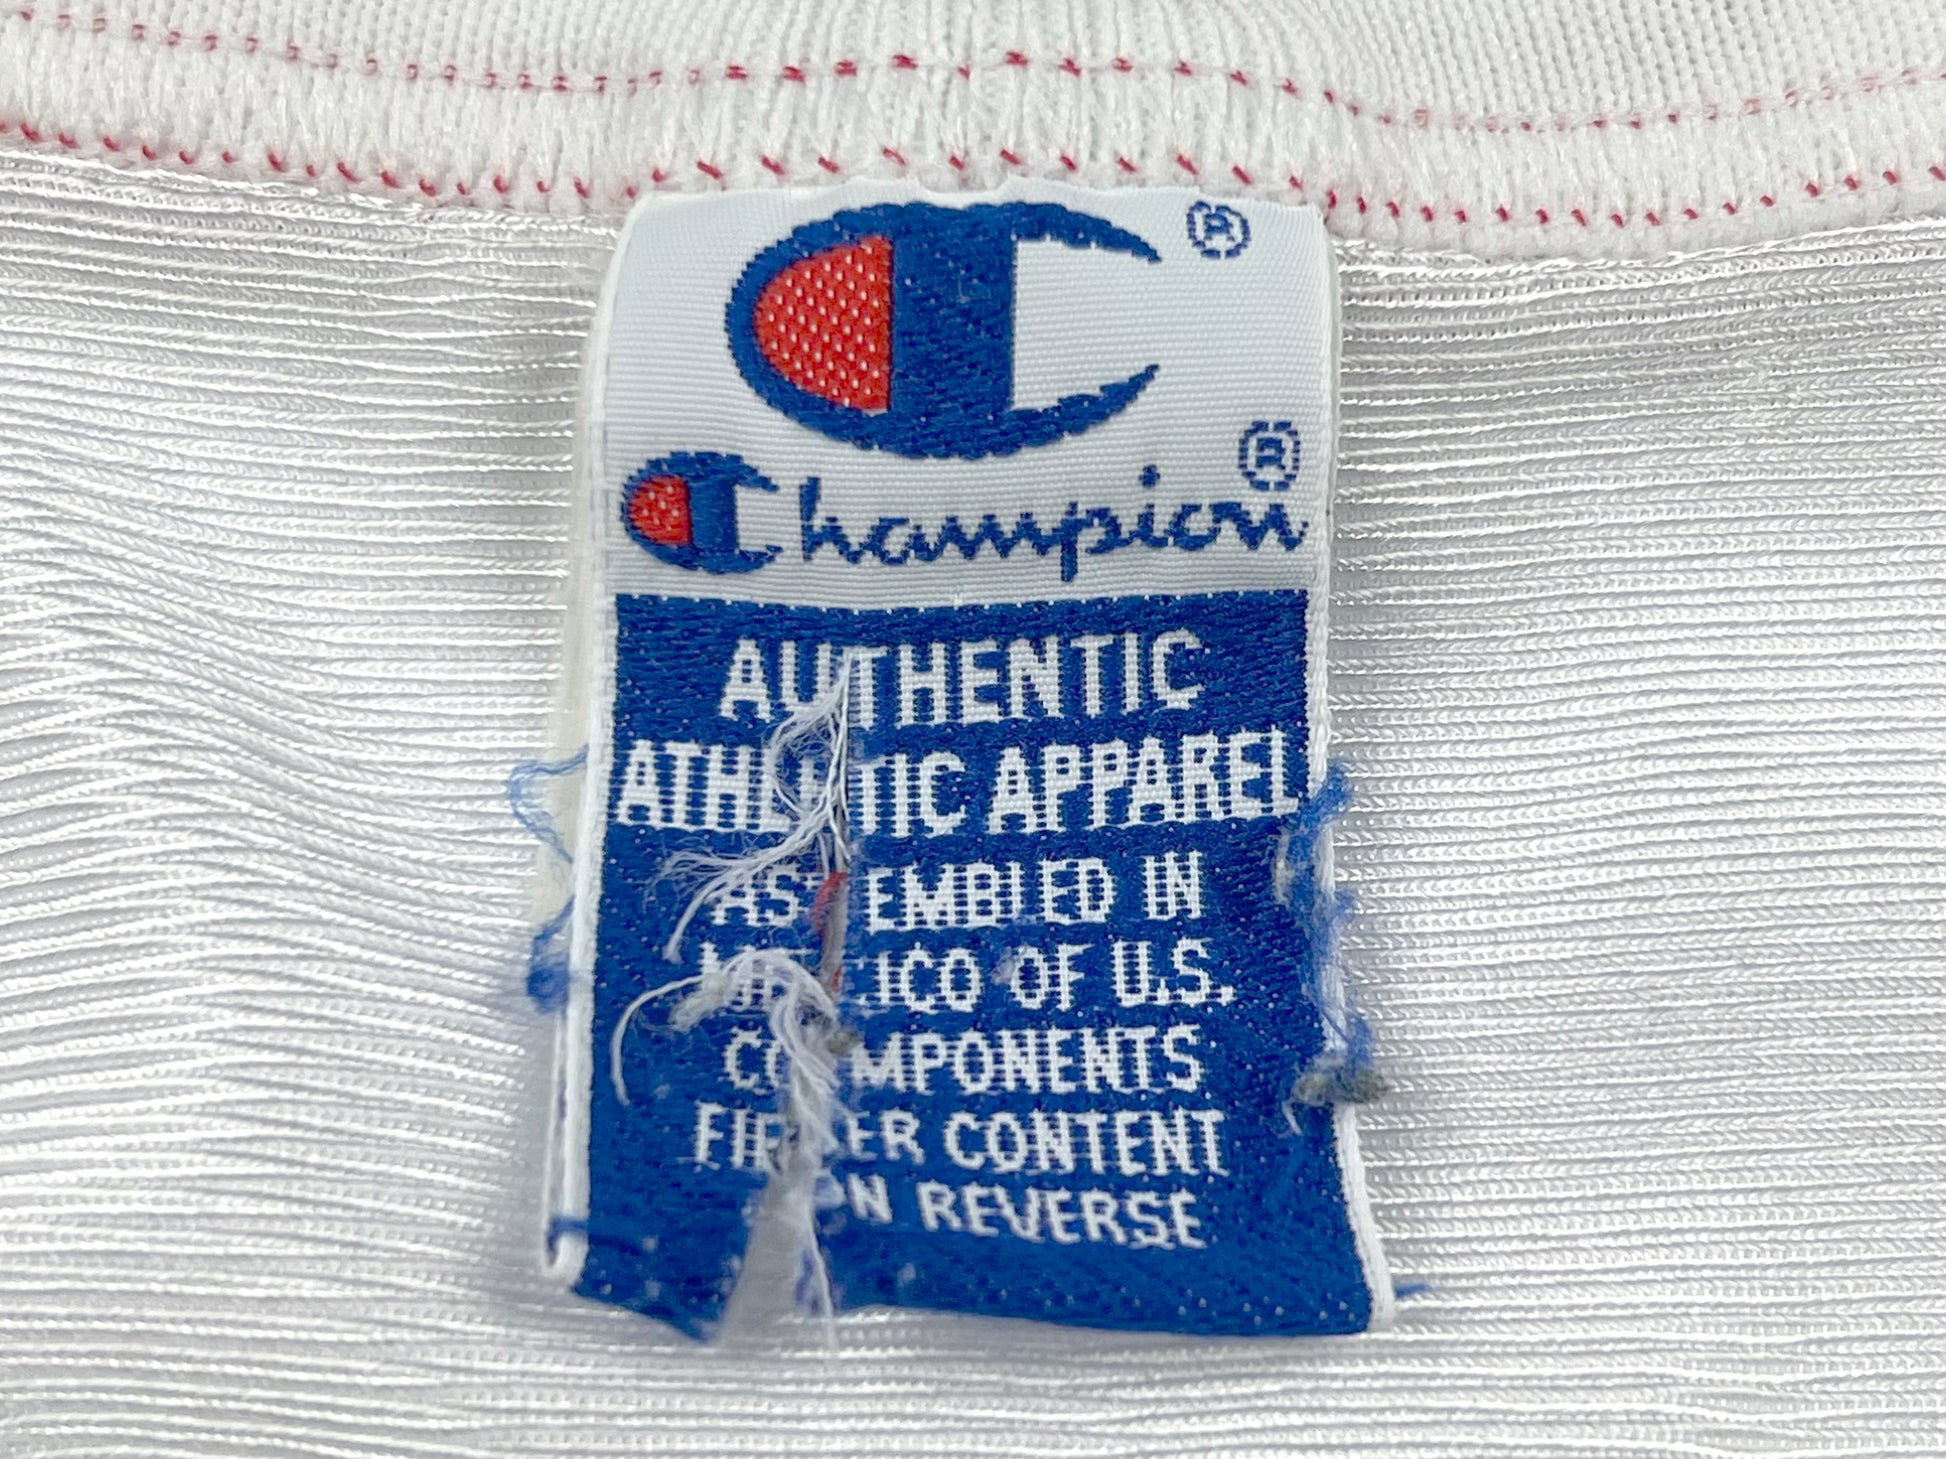 ®
Champion®
AUTHENTIC
ATHLETIC APPAREL
ASSEMBLED IN
MEXICO OF U.S.
COMPONENTS
FIBER CONTENT
ON REVERSE